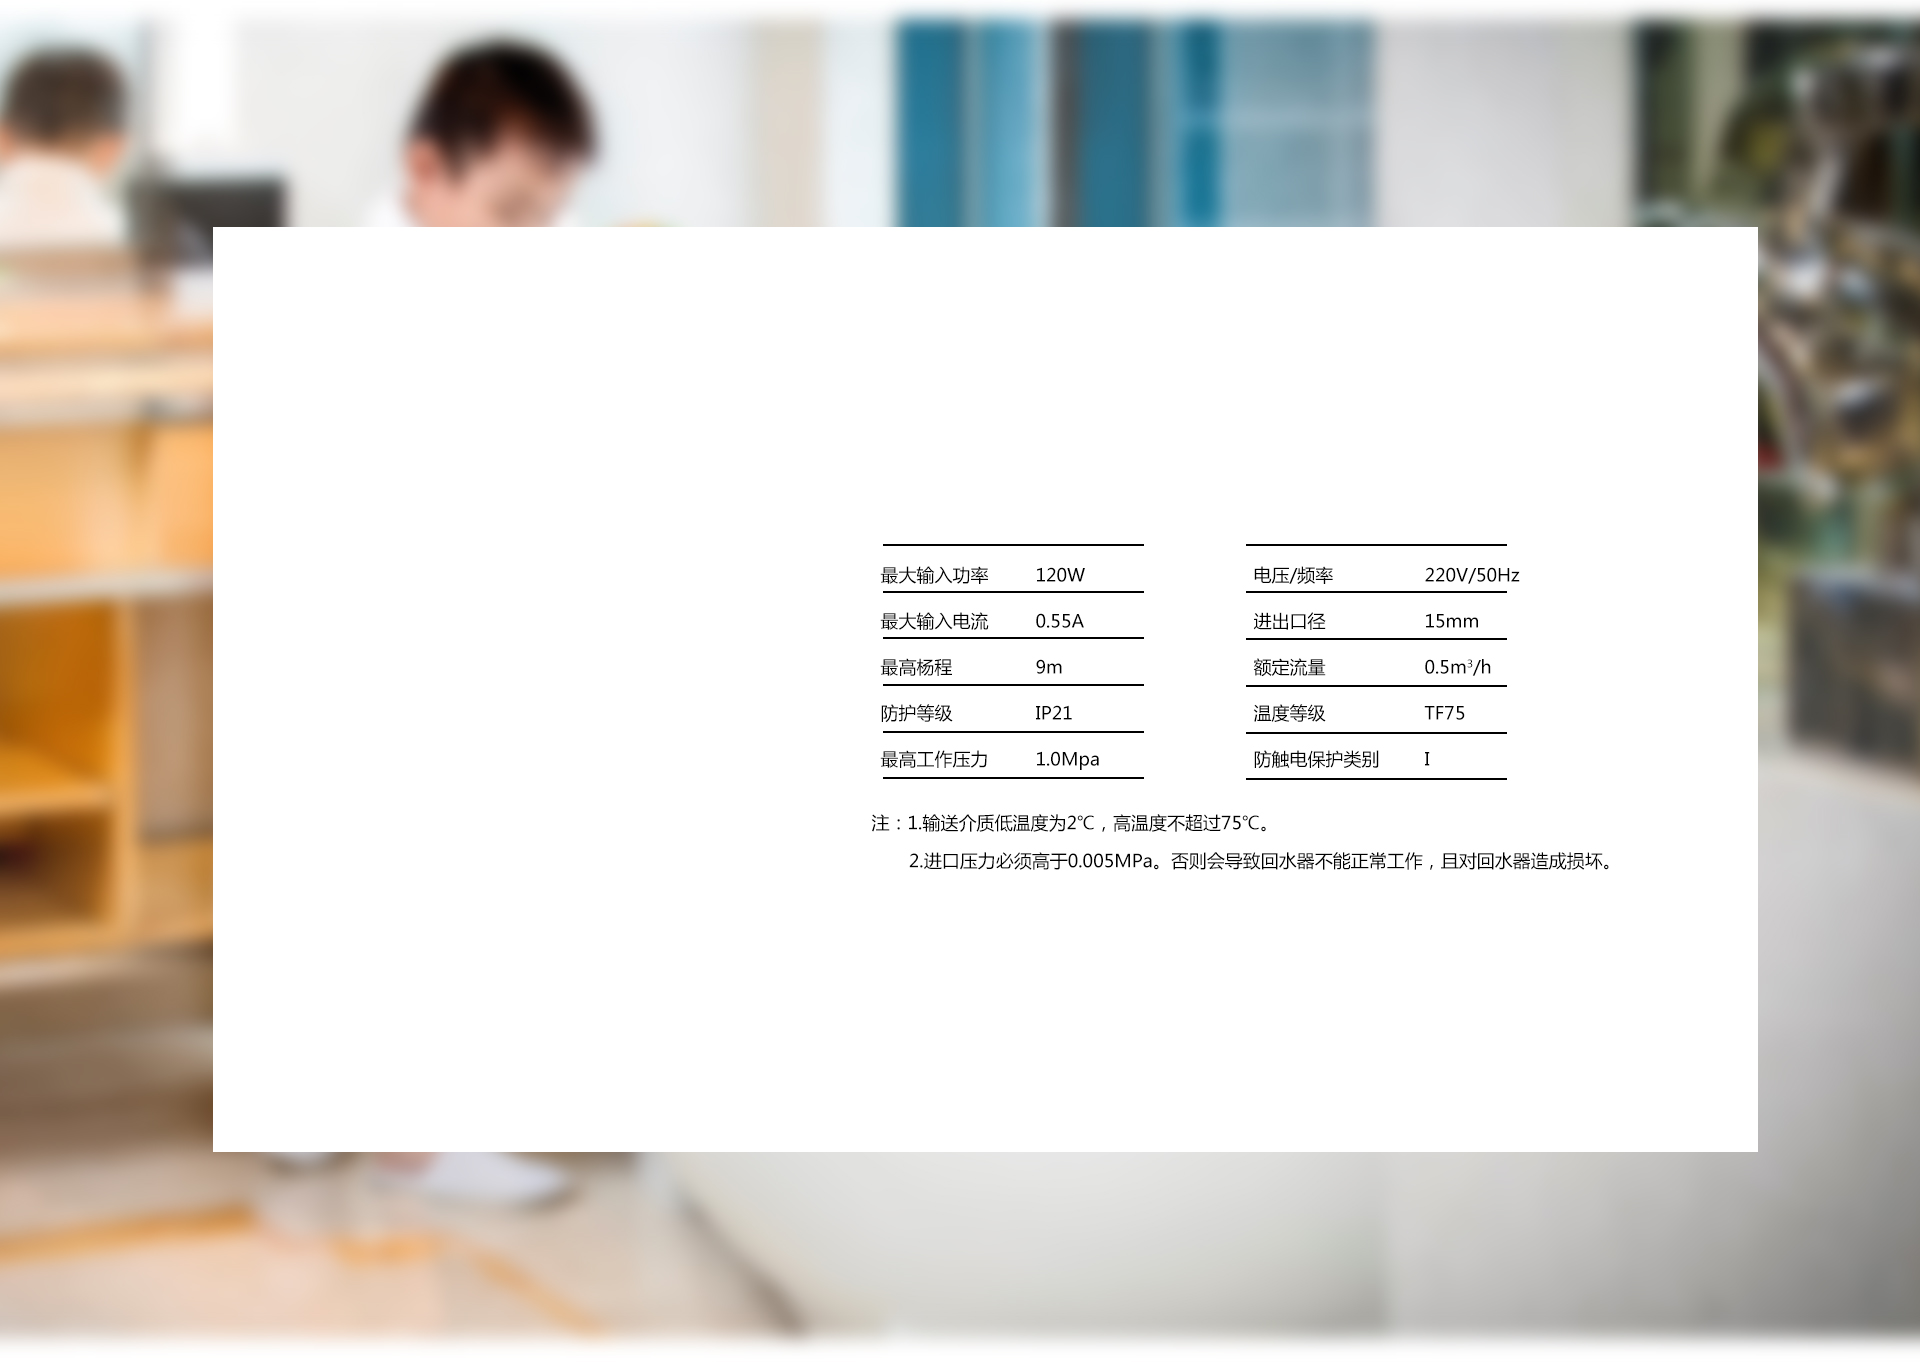 最大输入功率 120W
最大输入电流 0.55A
最高杨程 9m
防护等级 IP21
最高工作压力 1.0Mpa
电压/频率 220V/50Hz
进出口径 15mm
额定流量 0.5m³/h
温度等级 TF75
防触电保护类别 I
注：1.输送介质低温度为2℃，高温度不超过75℃。
2.进口压力必须高于0.005MPa。否则会导致回水器不能正常工作，且对回水器造成损坏。